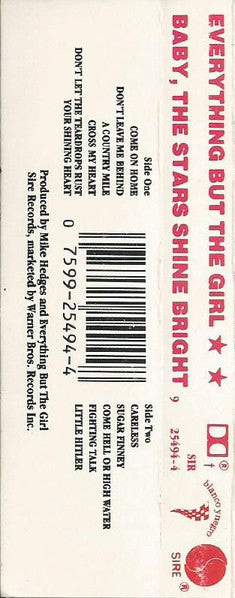 EVERYTHING BUT THE GIRL ★ ★
BABY, THE STARS SHINE BRIGHT 9
® †
SIR
25494-4
blanco y negro
SIRE ®
Side One
COME ON HOME
DON'T LEAVE ME BEHIND
A COUNTRY MILE
CROSS MY HEART
DON'T LET THE TEARDROPS RUST
YOUR SHINING HEART
0 7599-25494-4
Side Two
CARELESS
SUGAR FINNEY
COME HELL OR HIGH WATER
FIGHTING TALK
LITTLE HITLER
Produced by Mike Hedges and Everything But The Girl
Sire Records, marketed by Warner Bros. Records Inc.